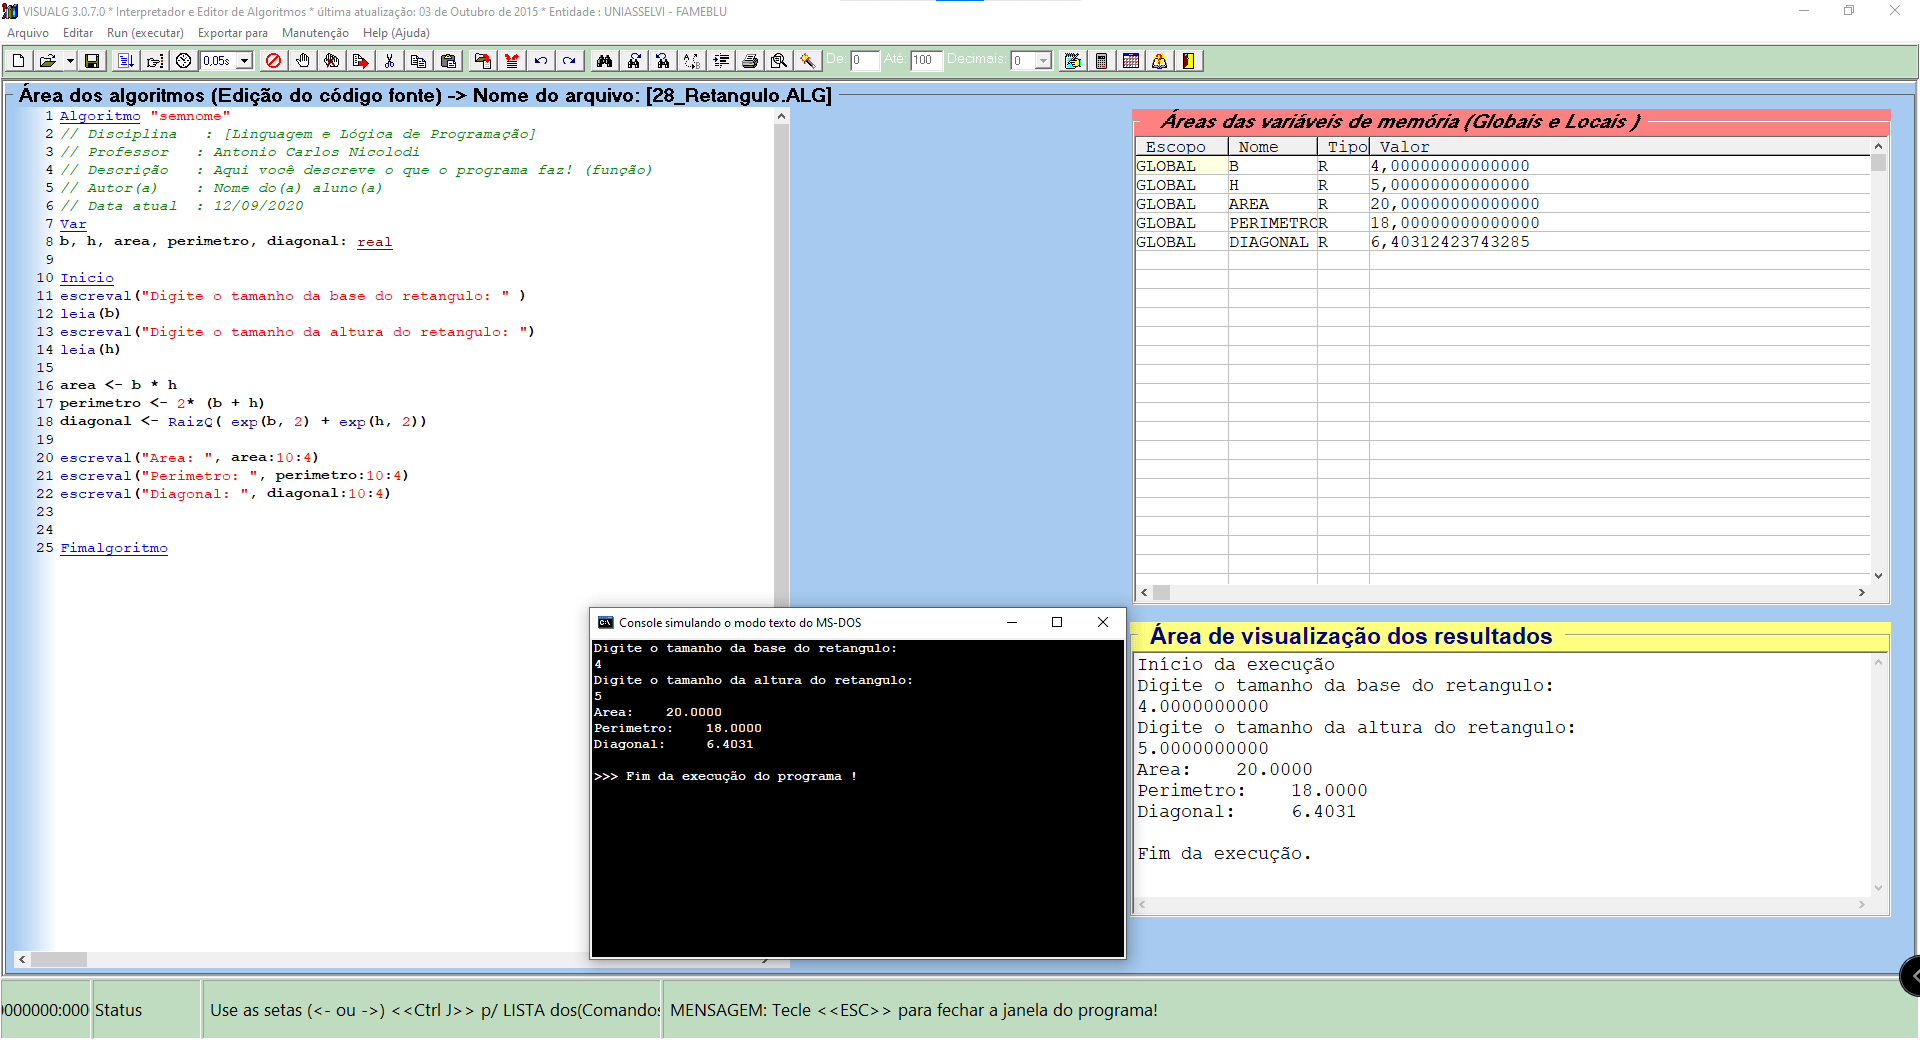 VISUALG 3.0.7.0 * Interpretador e Editor de Algoritmos * última atualização: 03 de Outubro de 2015 * Entidade : UNIASSELVI - FAMEBLU
Arquivo Editar Run (executar) Exportar para Manutenção Help (Ajuda)
0,05s De: 0 Até: 100 Decimais: 0
Área dos algoritmos (Edição do código fonte) -> Nome do arquivo: [28_Retangulo.ALG]
1 Algoritmo "semnome"
2 // Disciplina : [Linguagem e Lógica de Programação]
3 // Professor : Antonio Carlos Nicolodi
4 // Descrição : Aqui você descreve o que o programa faz! (função)
5 // Autor(a) : Nome do(a) aluno(a)
6 // Data atual : 12/09/2020
7 Var
8 b, h, area, perimetro, diagonal: real
9
10 Inicio
11 escreval("Digite o tamanho da base do retangulo: " )
12 leia(b)
13 escreval("Digite o tamanho da altura do retangulo: ")
14 leia(h)
15
16 area <- b * h
17 perimetro <- 2* (b + h)
18 diagonal <- RaizQ( exp(b, 2) + exp(h, 2))
19
20 escreval("Area: ", area:10:4)
21 escreval("Perimetro: ", perimetro:10:4)
22 escreval("Diagonal: ", diagonal:10:4)
23
24
25 Fimalgoritmo
Áreas das variáveis de memória (Globais e Locais )
Escopo Nome Tipo Valor
GLOBAL B R 4,00000000000000
GLOBAL H R 5,00000000000000
GLOBAL AREA R 20,00000000000000
GLOBAL PERIMETRO R 18,00000000000000
GLOBAL DIAGONAL R 6,40312423743285
Console simulando o modo texto do MS-DOS
Digite o tamanho da base do retangulo:
4
Digite o tamanho da altura do retangulo:
5
Area: 20.0000
Perimetro: 18.0000
Diagonal: 6.4031
>>> Fim da execução do programa !
Área de visualização dos resultados
Início da execução
Digite o tamanho da base do retangulo:
4.0000000000
Digite o tamanho da altura do retangulo:
5.0000000000
Area: 20.0000
Perimetro: 18.0000
Diagonal: 6.4031
Fim da execução.
0000000:000 Status Use as setas (<- ou ->) <<Ctrl J>> p/ LISTA dos(Comandos MENSAGEM: Tecle <<ESC>> para fechar a janela do programa!